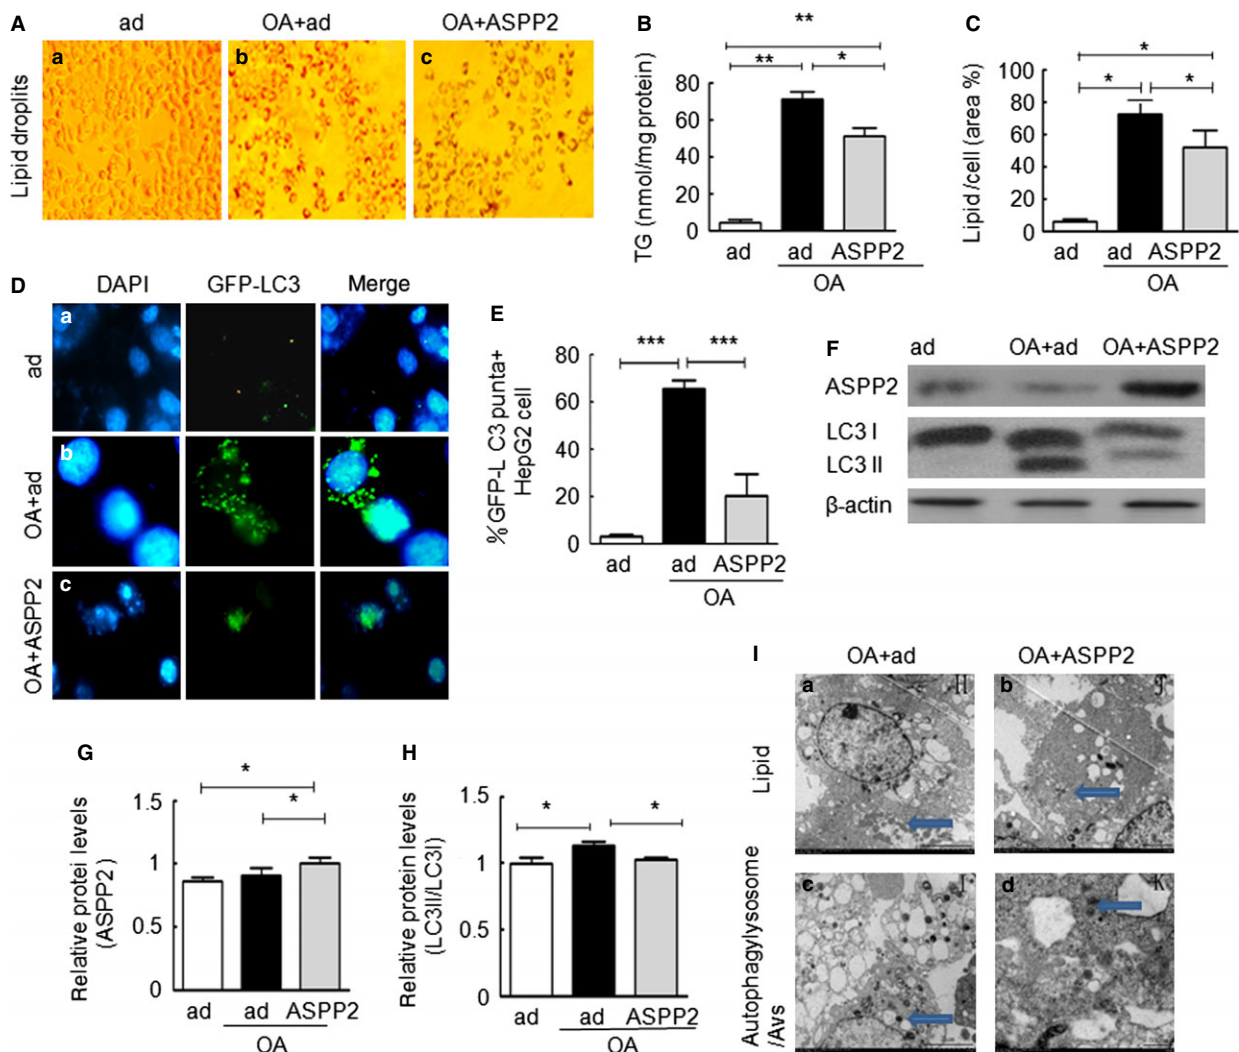 A
ad
OA+ad
OA+ASPP2
Lipid droplits
a
b
c
B
**
**
*
TG (nmol/mg protein)
80
60
40
20
0
ad
ad
ASPP2
OA
C
*
*
*
Lipid /cell (area %)
100
80
60
40
20
0
ad
ad
ASPP2
OA
D
DAPI
GFP-LC3
Merge
ad
a
OA+ad
b
OA+ASPP2
c
E
***
***
%GFP-L C3 punta+
HepG2 cell
80
60
40
20
0
ad
ad
ASPP2
OA
F
ad
OA+ad
OA+ASPP2
ASPP2
LC3 I
LC3 II
β-actin
G
*
*
Relative protei levels
(ASPP2)
1.5
1
0.5
0
ad
ad
ASPP2
OA
H
*
*
Relative protein levels
(LC3II/LC3I)
1.5
1
0.5
0
ad
ad
ASPP2
OA
I
OA+ad
OA+ASPP2
Lipid
a
H
b
J
Autophagylysosome
/Avs
c
I
d
K